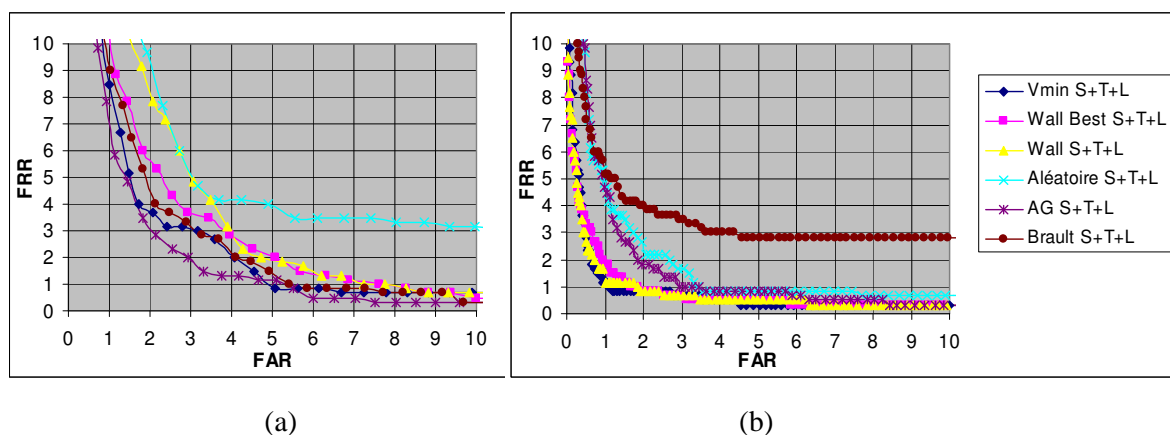 10
9
8
7
6
5
4
3
2
1
0
FRR
0 1 2 3 4 5 6 7 8 9 10
FAR
(a)
10
9
8
7
6
5
4
3
2
1
0
FRR
0 1 2 3 4 5 6 7 8 9 10
FAR
(b)
Vmin S+T+L
Wall Best S+T+L
Wall S+T+L
Aléatoire S+T+L
AG S+T+L
Brault S+T+L